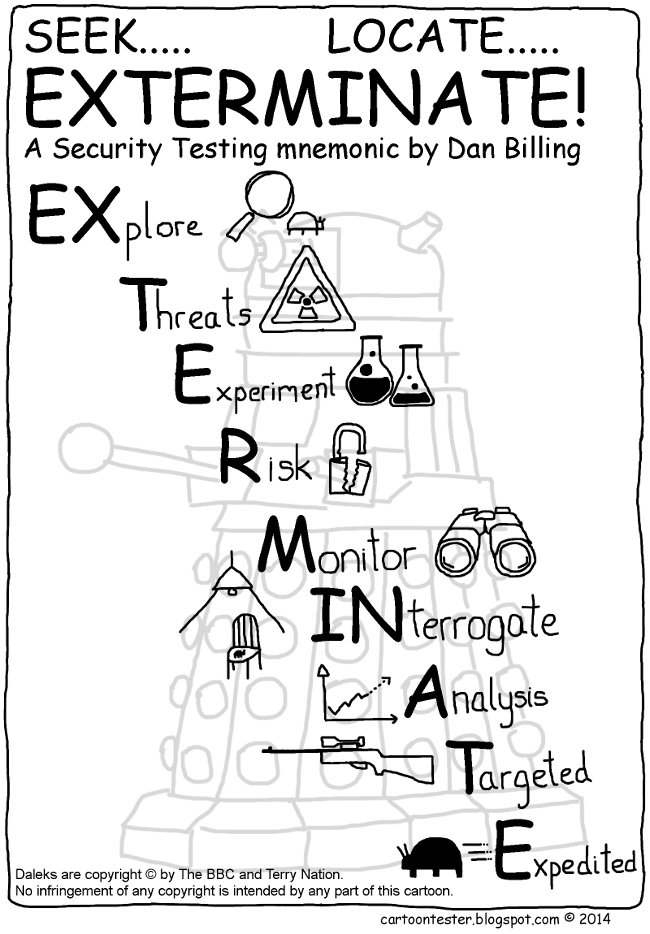 SEEK..... LOCATE.....
EXTERMINATE!
A Security Testing mnemonic by Dan Billing
EXplore
Threats
Experiment
Risk
Monitor
INterrogate
Analysis
Targeted
Expedited
Daleks are copyright © by The BBC and Terry Nation.
No infringement of any copyright is intended by any part of this cartoon.
cartoontester.blogspot.com © 2014